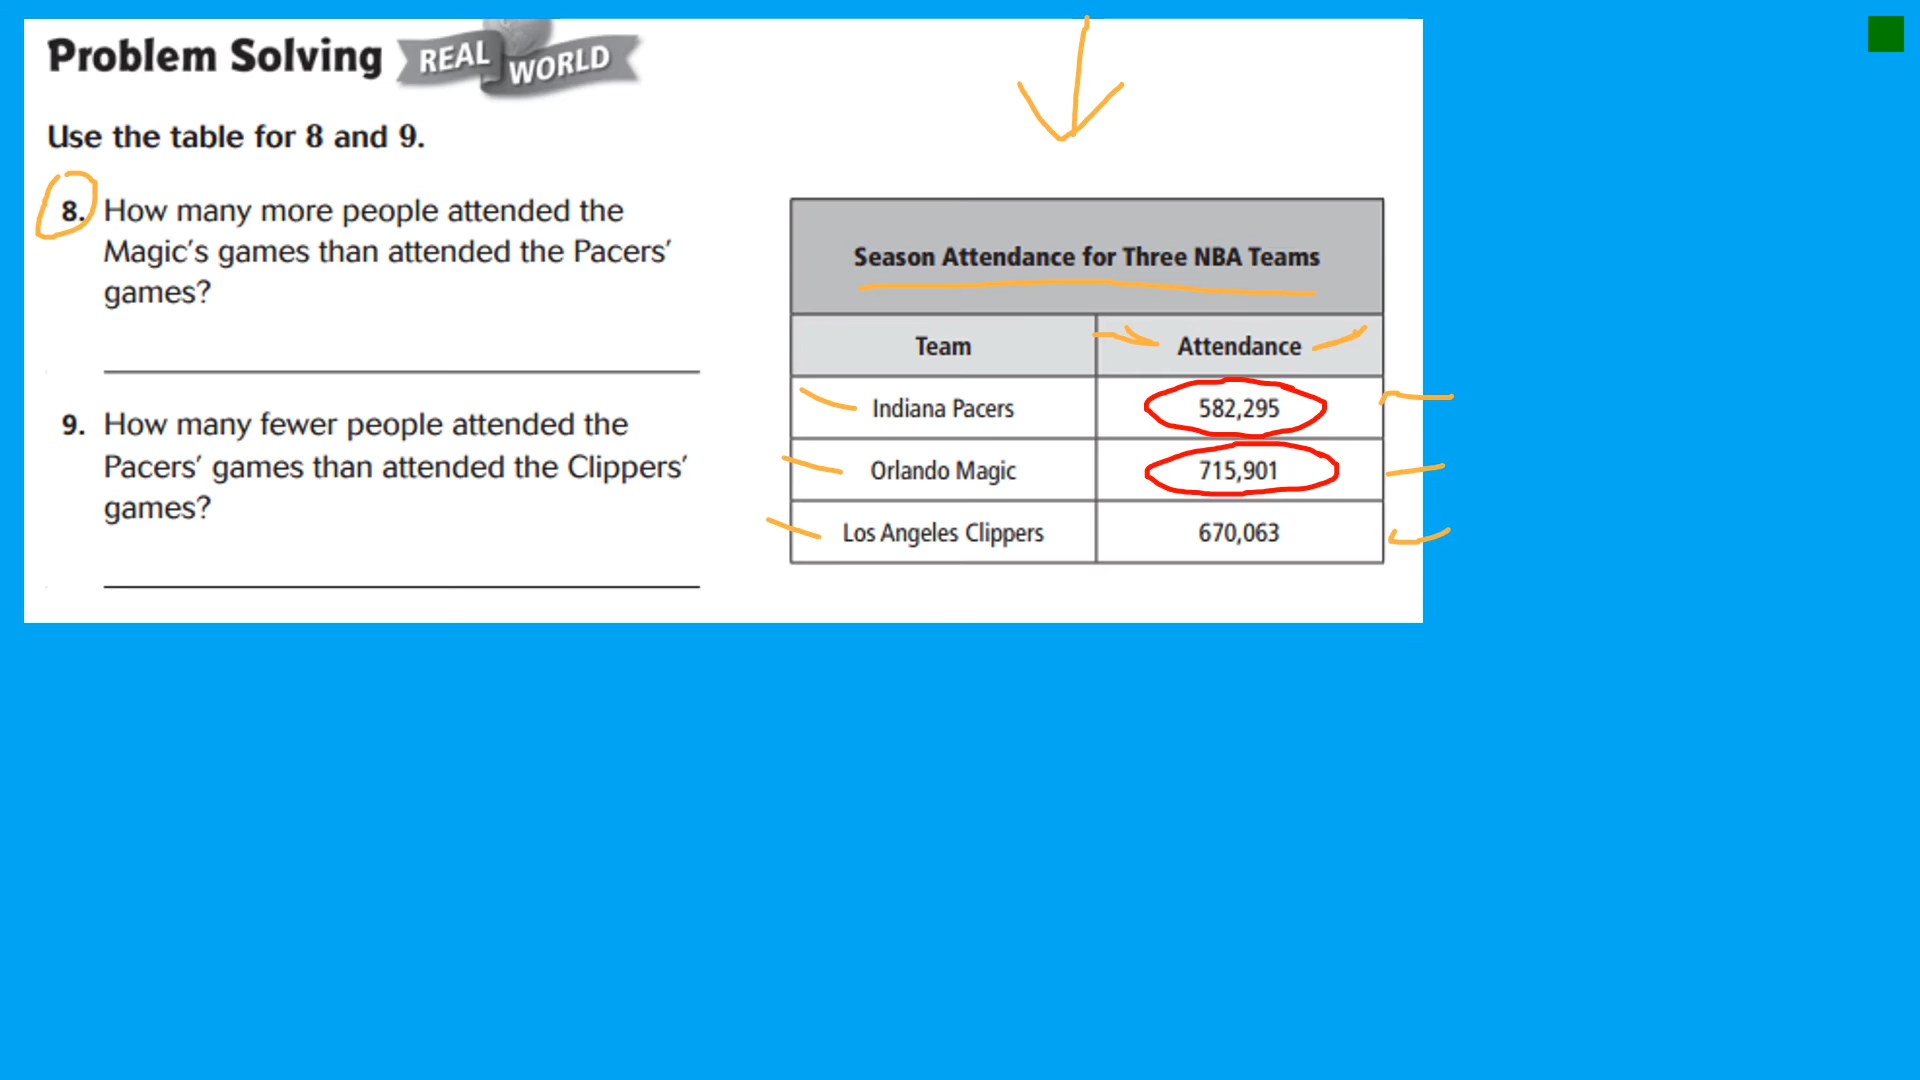 Problem Solving REAL WORLD
Use the table for 8 and 9.
8. How many more people attended the
Magic's games than attended the Pacers'
games?
9. How many fewer people attended the
Pacers' games than attended the Clippers'
games?
Season Attendance for Three NBA Teams
Team Attendance
Indiana Pacers 582,295
Orlando Magic 715,901
Los Angeles Clippers 670,063